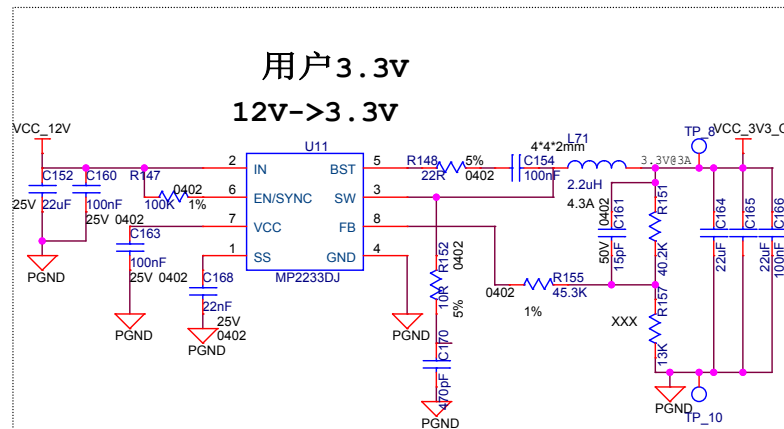 用户3.3V
12V->3.3V
VCC_12V
U11
TP_8
VCC_3V3_O
2
IN
BST
5
R148
22R
5%
0402
C154
100nF
4*4*2mm
L71
2.2uH
4.3A
3.3V@3A
C152
22uF
25V
C160
100nF
25V 0402
R147
100K
0402
1%
6
EN/SYNC
SW
3
7
VCC
FB
8
1
SS
GND
4
MP2233DJ
C163
100nF
25V 0402
C168
22nF
25V
0402
R152
0402
10R
5%
C170
470pF
R155
45.3K
0402
1%
C161
0402
50V
15pF
R151
40.2K
R157
13K
XXX
C164
22uF
C165
22uF
C166
100nF
PGND
PGND
PGND
PGND
PGND
PGND
TP_10